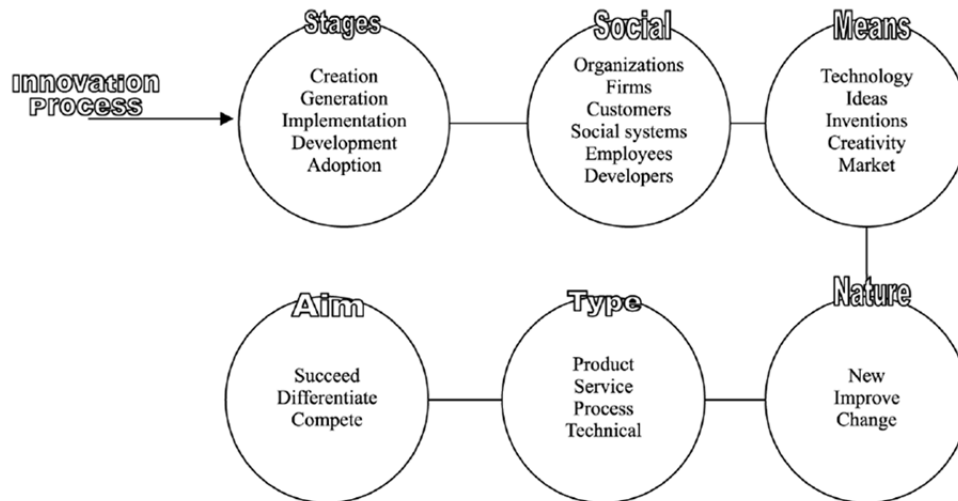 Innovation
Process
Stages
Creation
Generation
Implementation
Development
Adoption
Social
Organizations
Firms
Customers
Social systems
Employees
Developers
Means
Technology
Ideas
Inventions
Creativity
Market
Nature
New
Improve
Change
Type
Product
Service
Process
Technical
Aim
Succeed
Differentiate
Compete